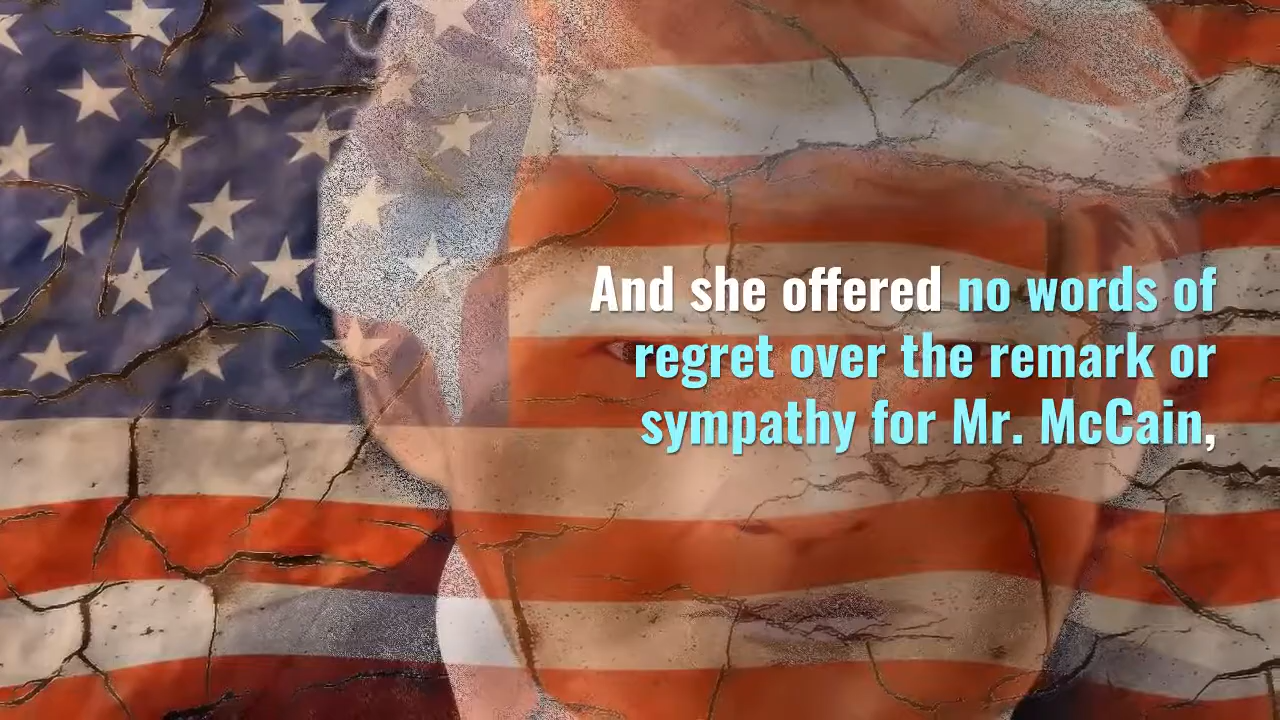 And she offered no words of
regret over the remark or
sympathy for Mr. McCain,